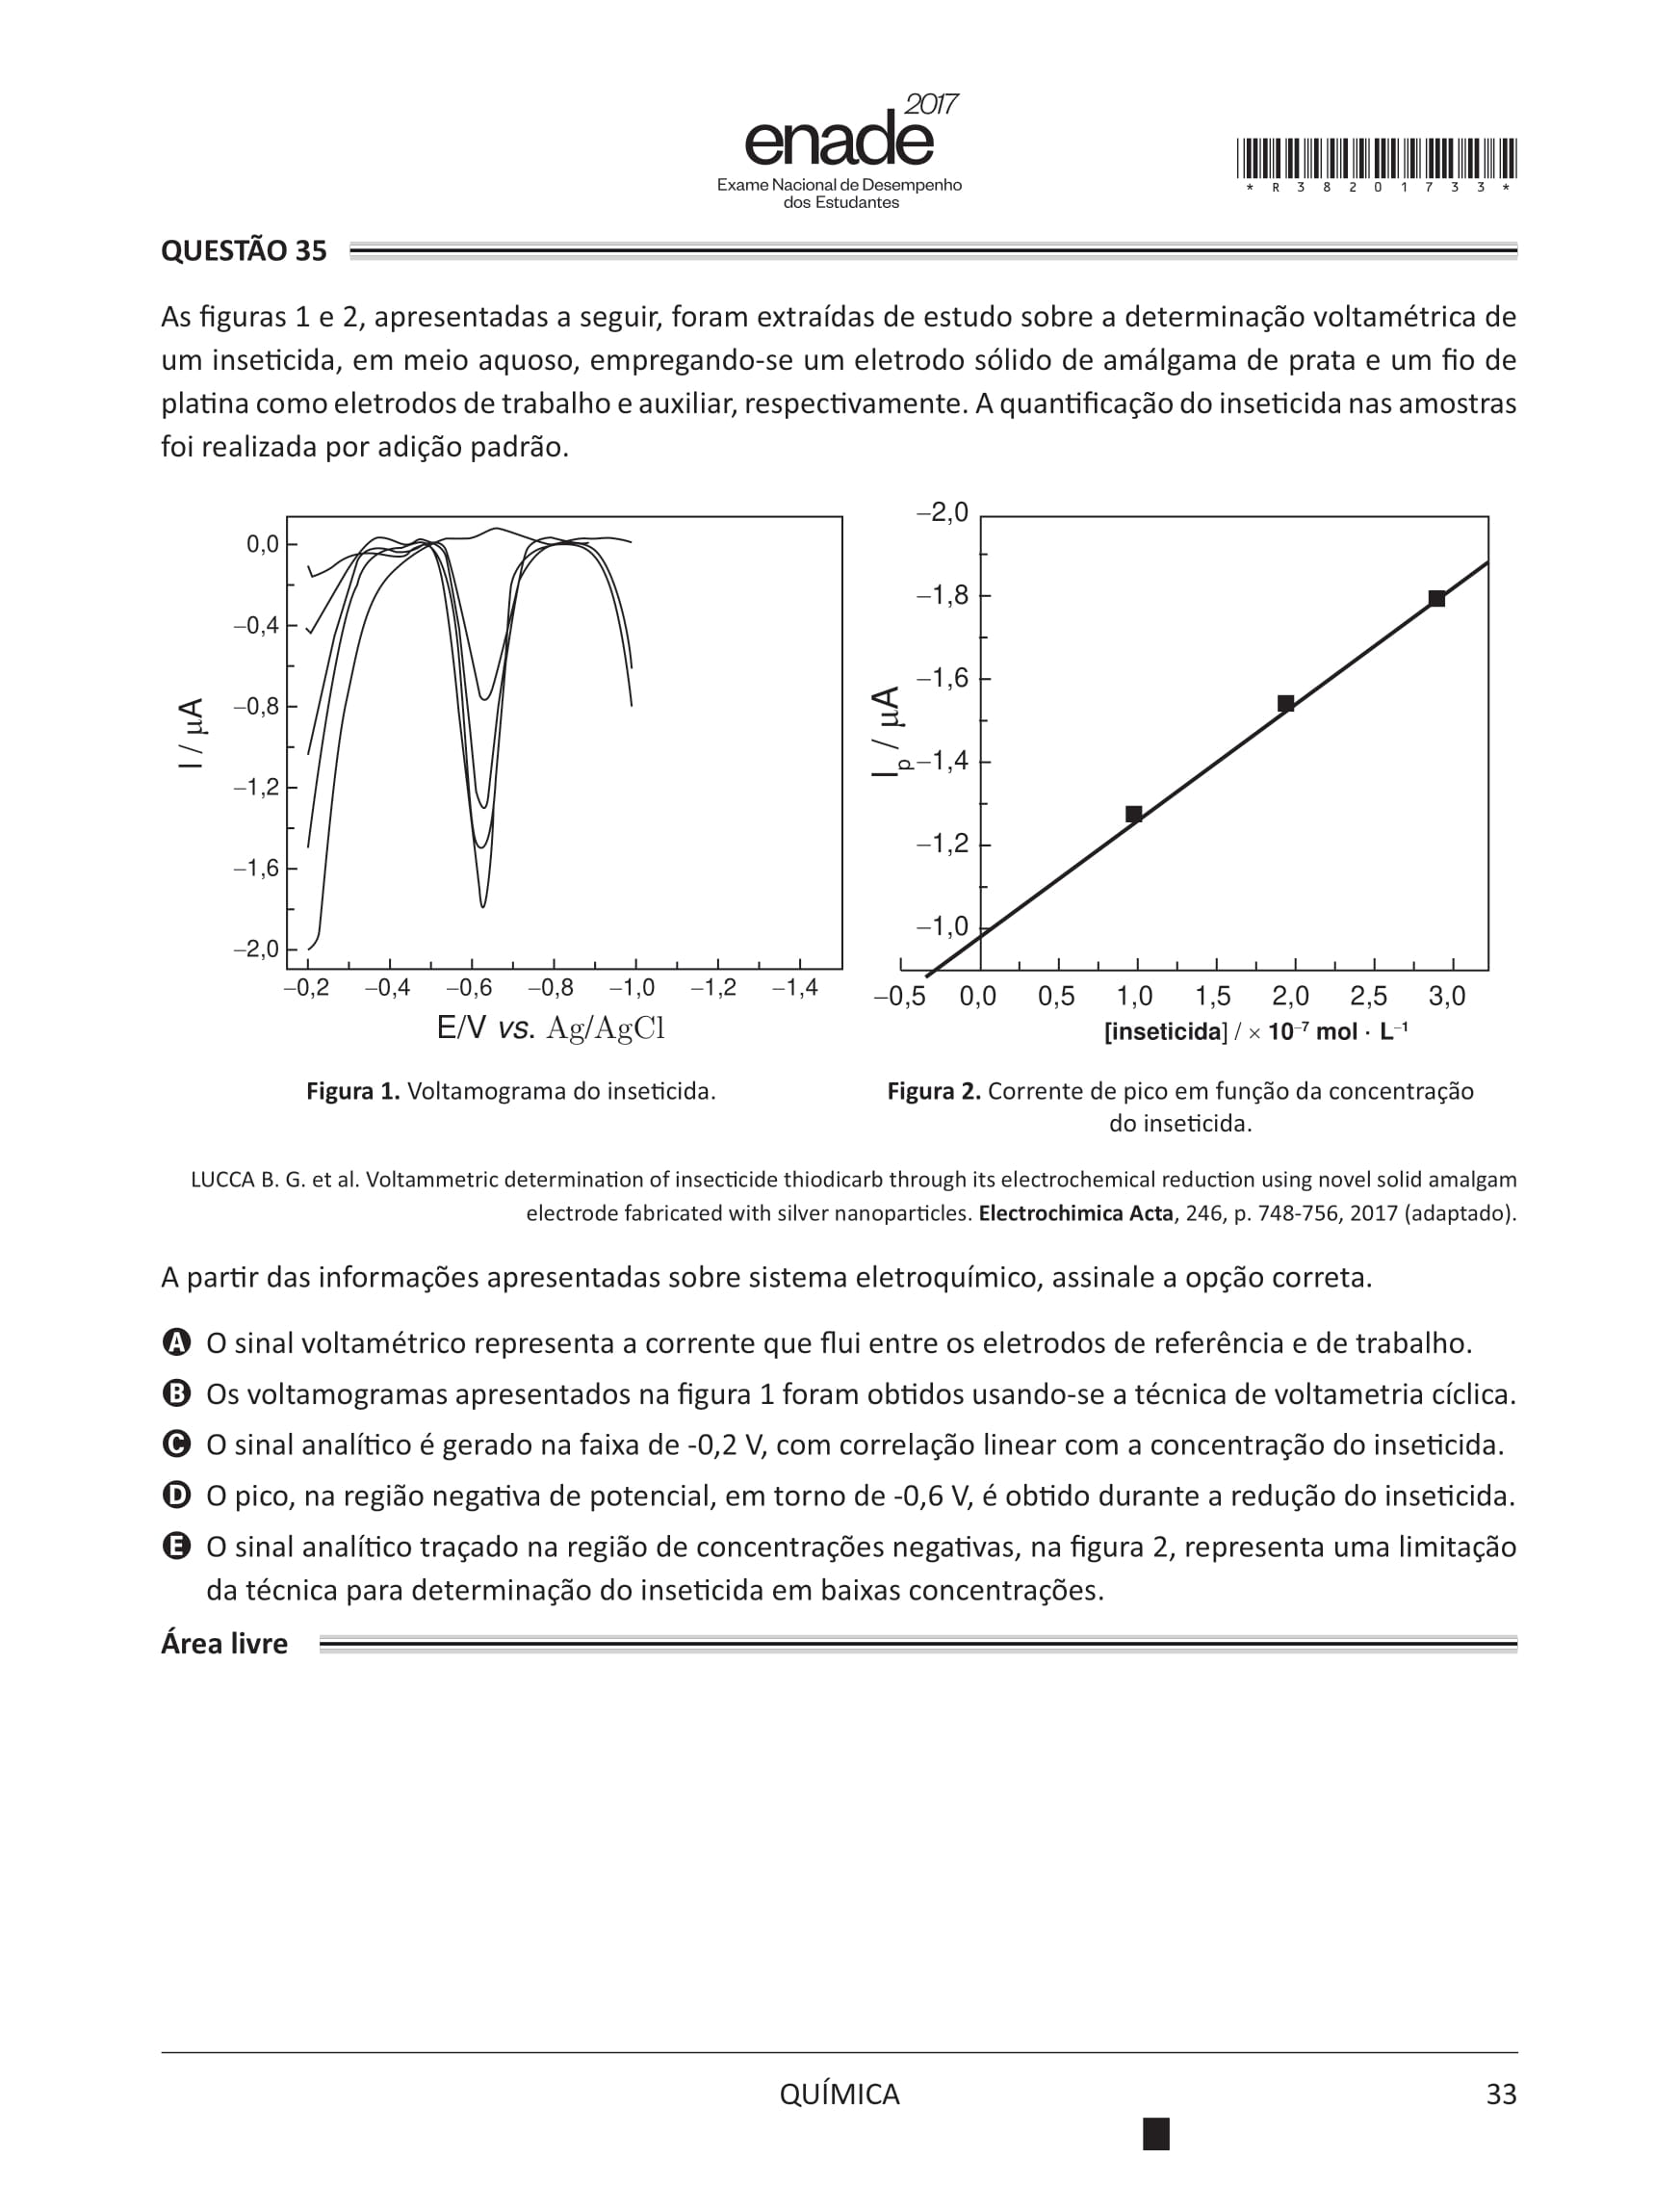 2017
enade
Exame Nacional de Desempenho
dos Estudantes
* R 3 8 2 0 1 7 3 3 *
QUESTÃO 35
As figuras 1 e 2, apresentadas a seguir, foram extraídas de estudo sobre a determinação voltamétrica de
um inseticida, em meio aquoso, empregando-se um eletrodo sólido de amálgama de prata e um fio de
platina como eletrodos de trabalho e auxiliar, respectivamente. A quantificação do inseticida nas amostras
foi realizada por adição padrão.
0,0
–0,4
–0,8
–1,2
–1,6
–2,0
I / μA
–0,2 –0,4 –0,6 –0,8 –1,0 –1,2 –1,4
E/V vs. Ag/AgCl
–2,0
–1,8
–1,6
–1,4
–1,2
–1,0
Ip / μA
–0,5 0,0 0,5 1,0 1,5 2,0 2,5 3,0
[inseticida] / × 10⁻⁷ mol · L⁻¹
Figura 1. Voltamograma do inseticida.
Figura 2. Corrente de pico em função da concentração
do inseticida.
LUCCA B. G. et al. Voltammetric determination of insecticide thiodicarb through its electrochemical reduction using novel solid amalgam
electrode fabricated with silver nanoparticles. Electrochimica Acta, 246, p. 748-756, 2017 (adaptado).
A partir das informações apresentadas sobre sistema eletroquímico, assinale a opção correta.
A O sinal voltamétrico representa a corrente que flui entre os eletrodos de referência e de trabalho.
B Os voltamogramas apresentados na figura 1 foram obtidos usando-se a técnica de voltametria cíclica.
C O sinal analítico é gerado na faixa de -0,2 V, com correlação linear com a concentração do inseticida.
D O pico, na região negativa de potencial, em torno de -0,6 V, é obtido durante a redução do inseticida.
E O sinal analítico traçado na região de concentrações negativas, na figura 2, representa uma limitação
da técnica para determinação do inseticida em baixas concentrações.
Área livre
QUÍMICA
33